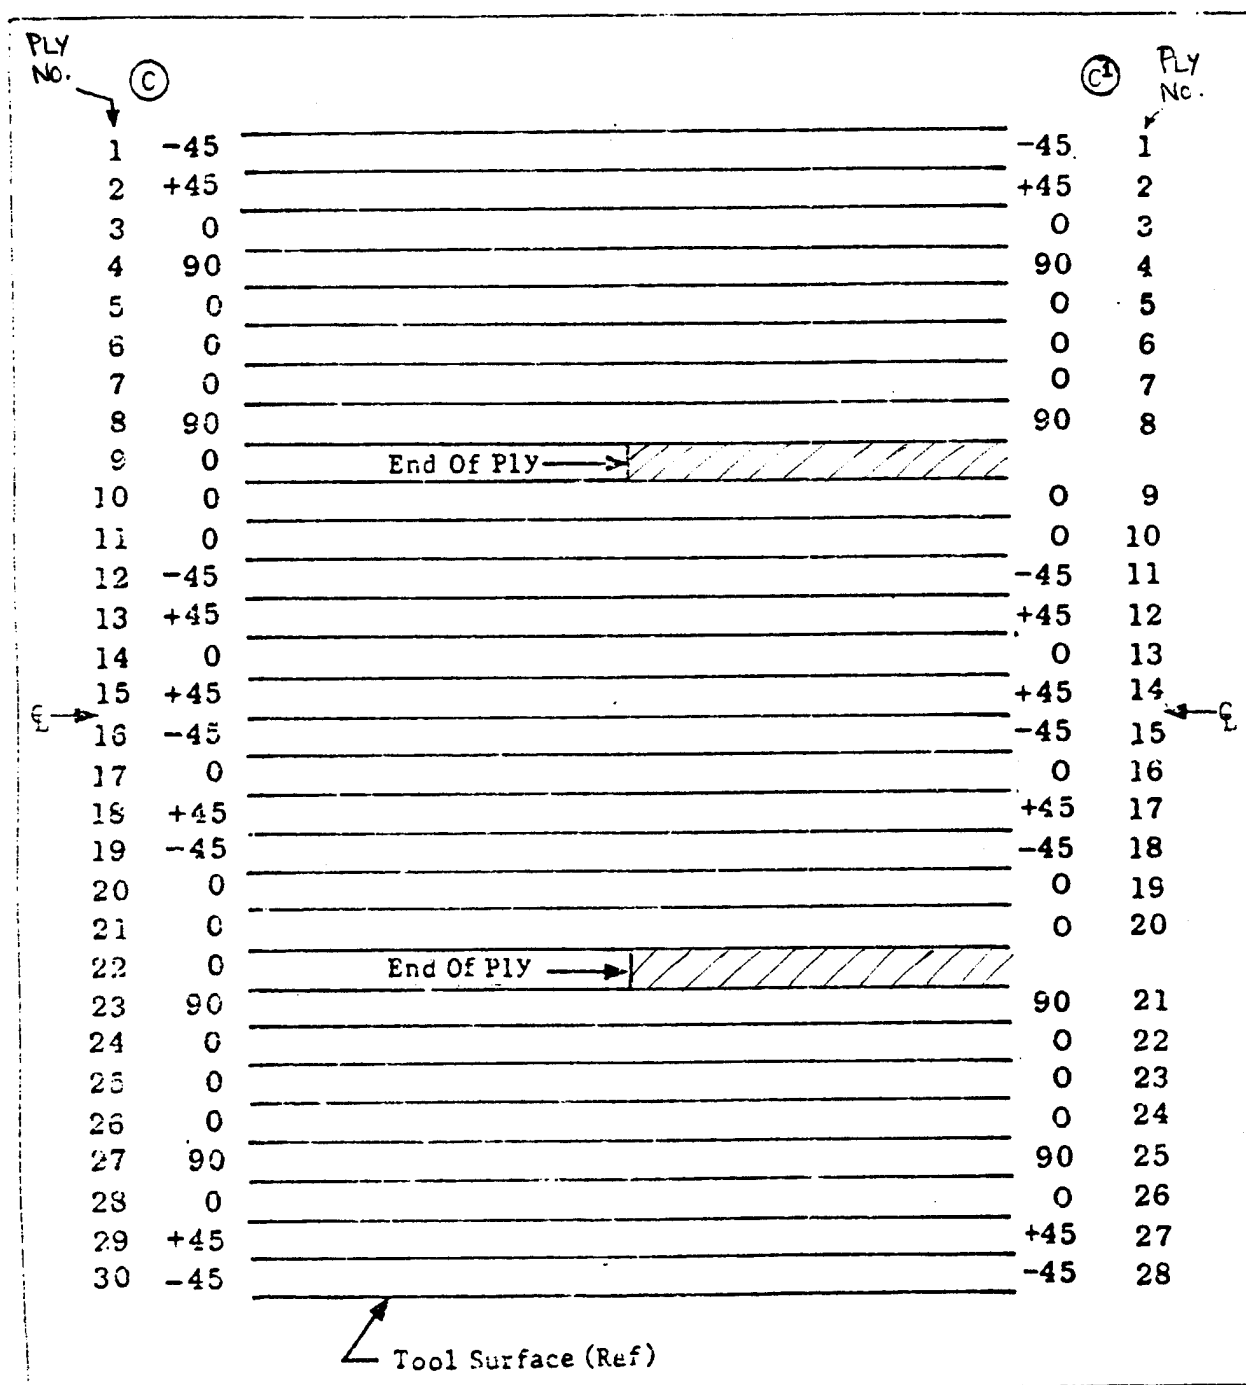 PLY NO. Ⓒ Ⓒ1 PLY NO.
1 -45 -45 1
2 +45 +45 2
3 0 0 3
4 90 90 4
5 0 0 5
6 0 0 6
7 0 0 7
8 90 90 8
9 0 End Of Ply
10 0 0 9
11 0 0 10
12 -45 -45 11
13 +45 +45 12
14 0 0 13
15 +45 +45 14
℄ ℄
16 -45 -45 15
17 0 0 16
18 +45 +45 17
19 -45 -45 18
20 0 0 19
21 0 0 20
22 0 End Of Ply
23 90 90 21
24 0 0 22
25 0 0 23
26 0 0 24
27 90 90 25
28 0 0 26
29 +45 +45 27
30 -45 -45 28
Tool Surface (Ref)